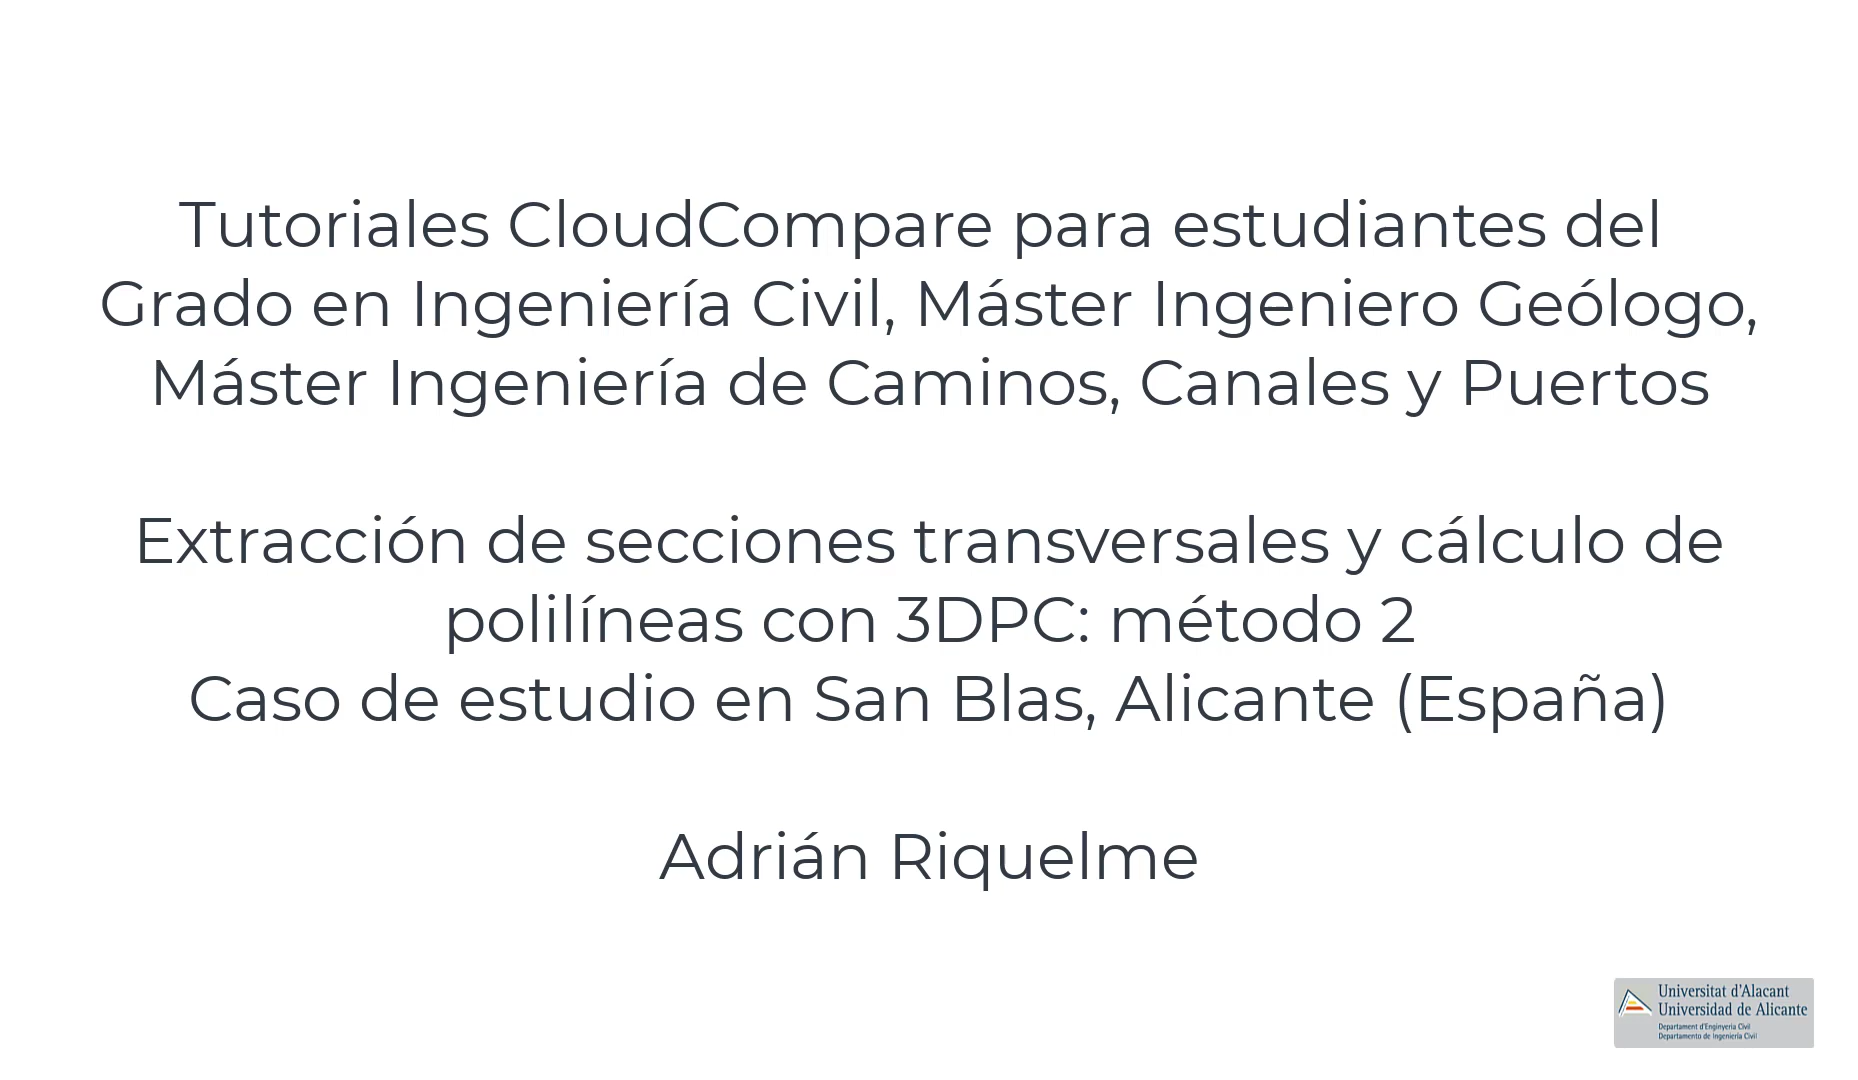 Tutoriales CloudCompare para estudiantes del
Grado en Ingeniería Civil, Máster Ingeniero Geólogo,
Máster Ingeniería de Caminos, Canales y Puertos
Extracción de secciones transversales y cálculo de
polilíneas con 3DPC: método 2
Caso de estudio en San Blas, Alicante (España)
Adrián Riquelme
Universitat d'Alacant
Universidad de Alicante
Departament d'Enginyeria Civil
Departamento de Ingeniería Civil